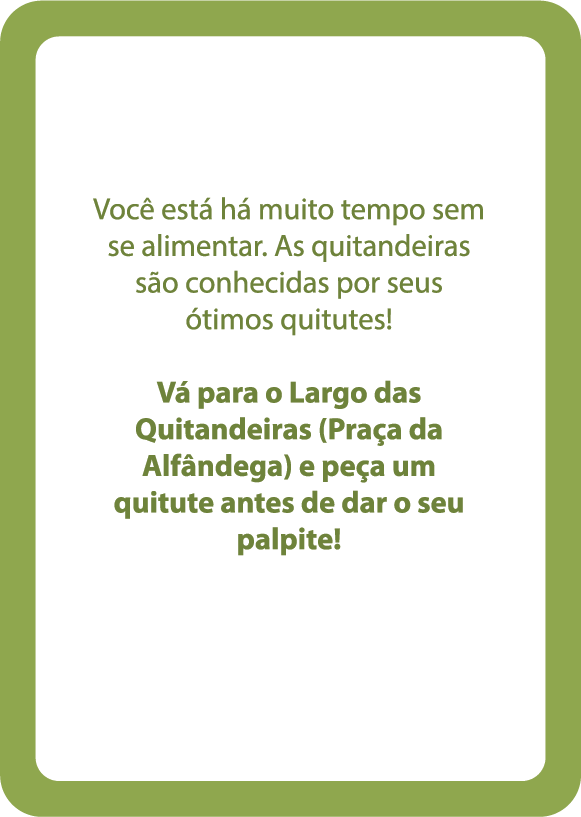 Você está há muito tempo sem
se alimentar. As quitandeiras
são conhecidas por seus
ótimos quitutes!
Vá para o Largo das
Quitandeiras (Praça da
Alfândega) e peça um
quitute antes de dar o seu
palpite!